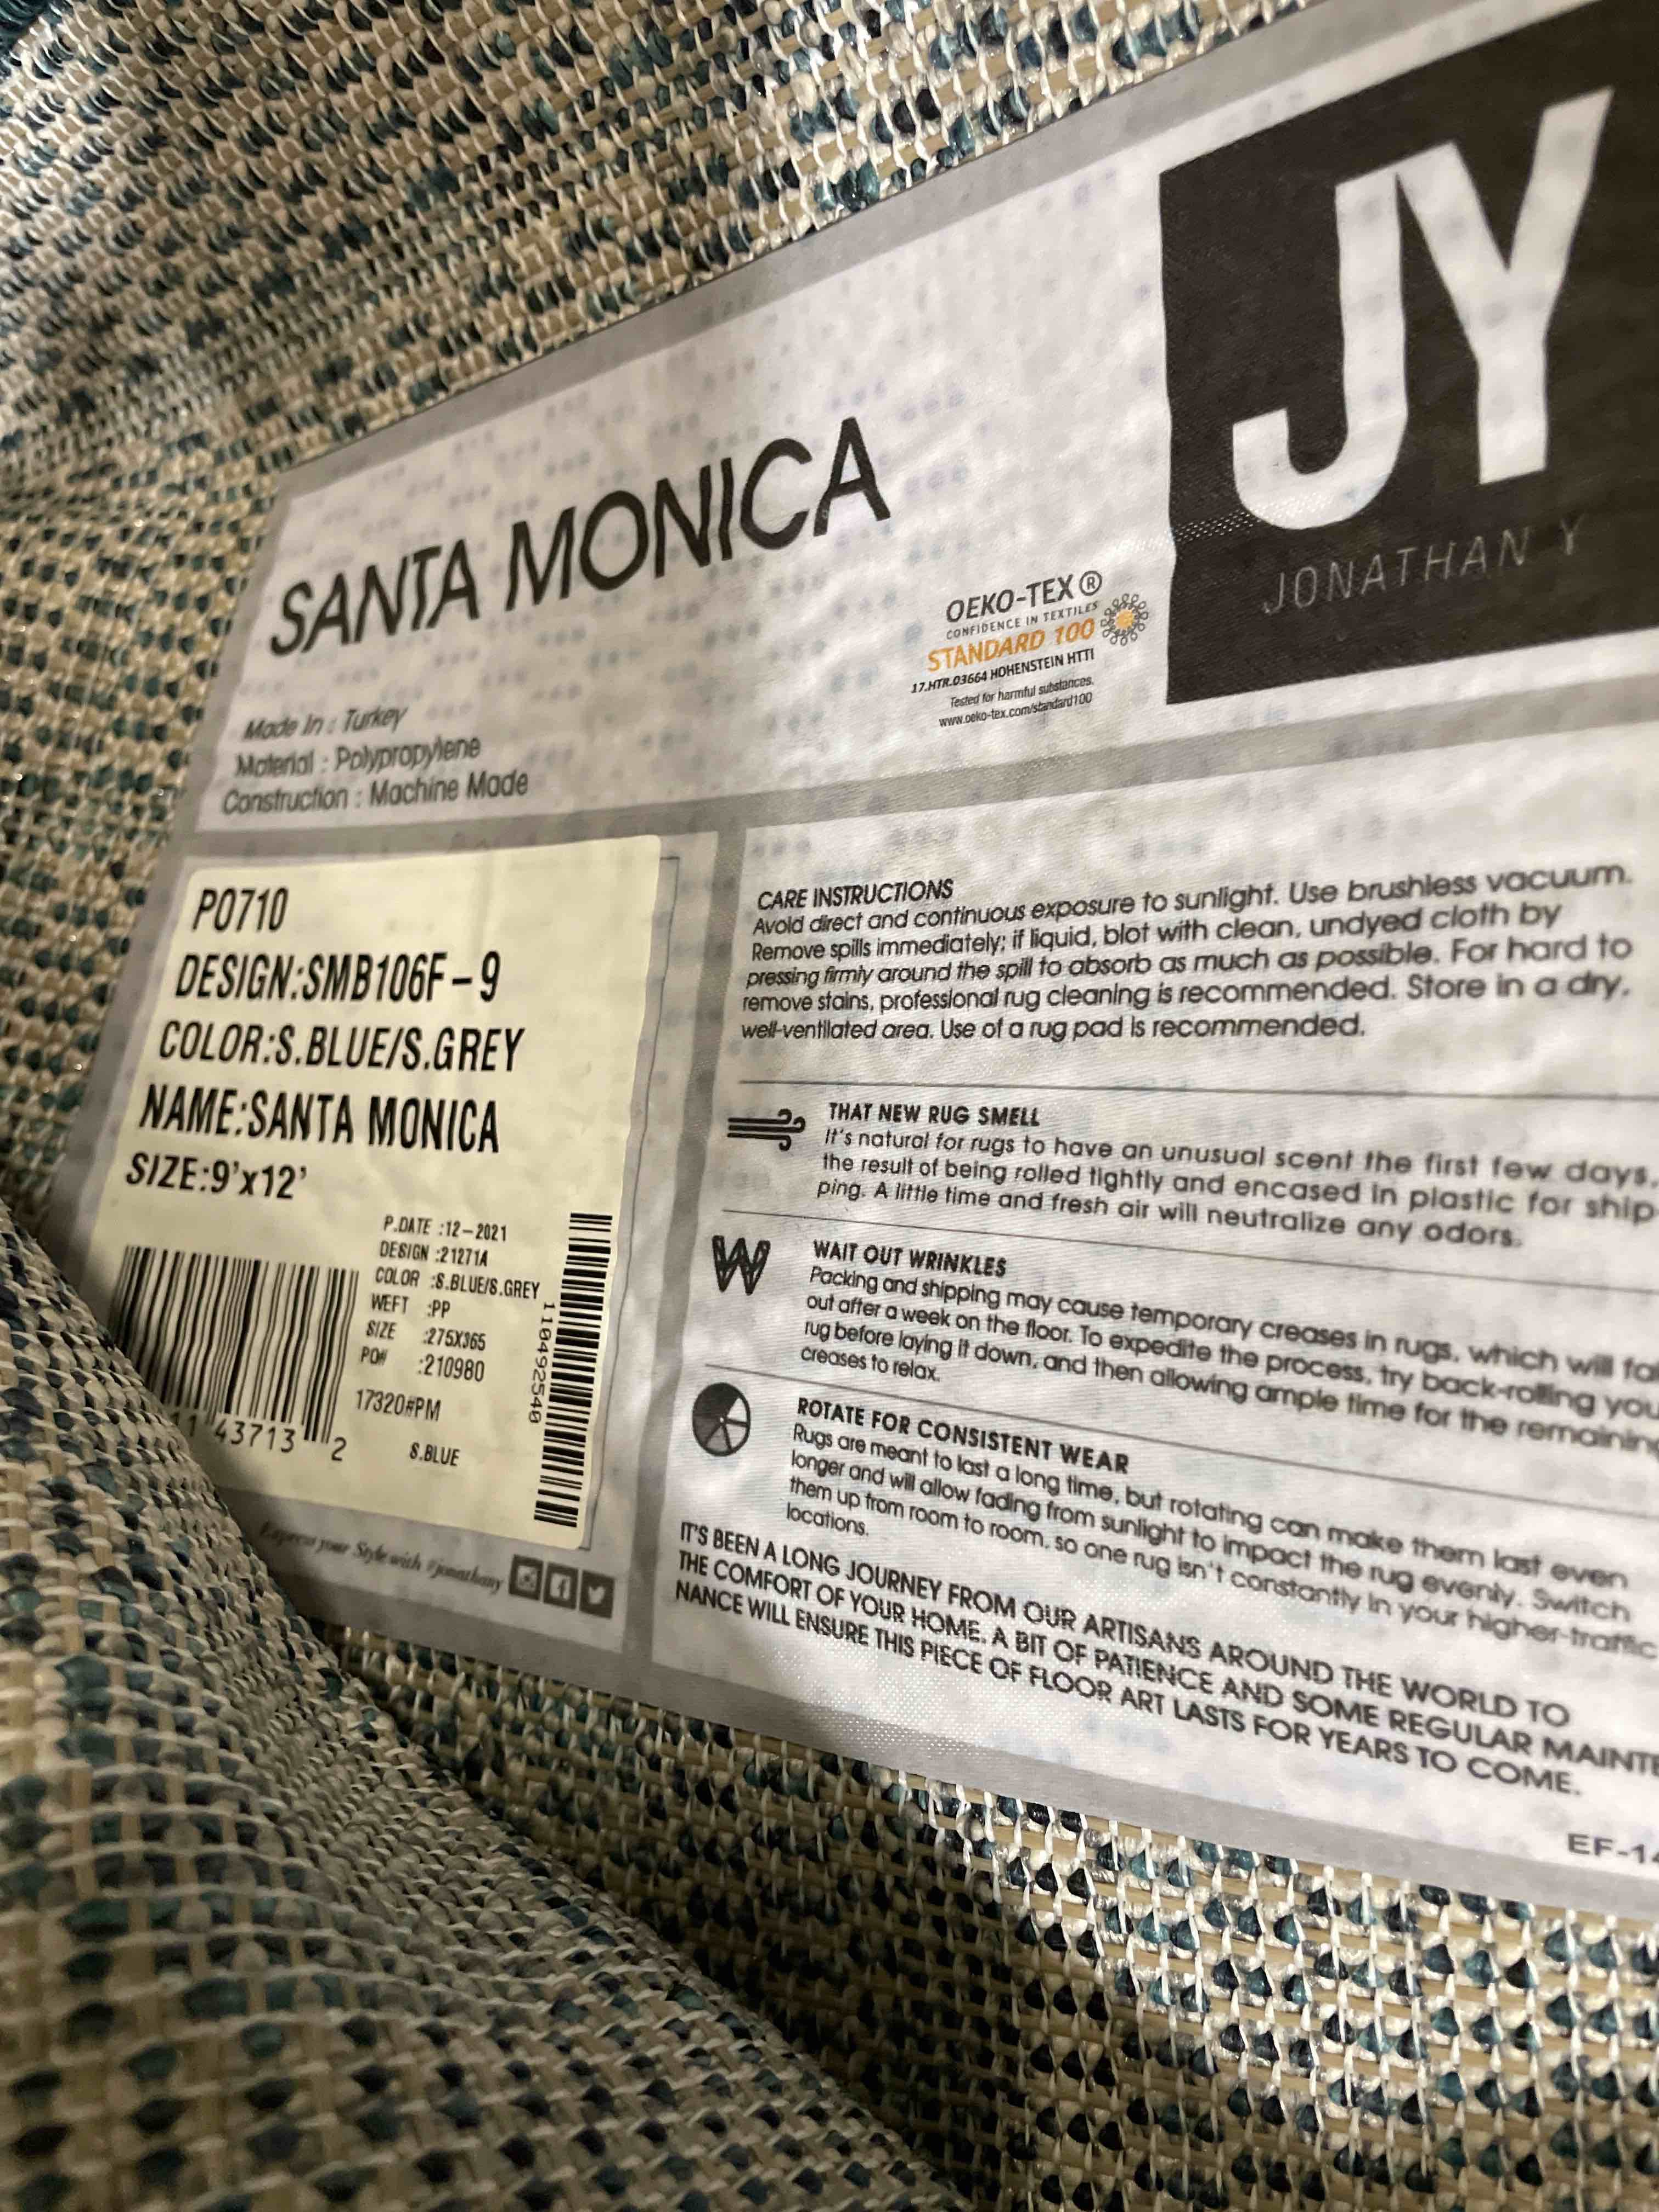 JY
JONATHAN Y
SANTA MONICA
OEKO-TEX®
CONFIDENCE IN TEXTILES
STANDARD 100
17.HTR.03664 HOHENSTEIN HTTI
Tested for harmful substances.
www.oeko-tex.com/standard100
Made In : Turkey
Material : Polypropylene
Construction : Machine Made
PO710
DESIGN:SMB106F-9
COLOR:S.BLUE/S.GREY
NAME:SANTA MONICA
SIZE:9'x12'
P.DATE :12-2021
DESIGN :21271A
COLOR :S.BLUE/S.GREY
WEFT :PP
SIZE :275X365
PO# :210980
17320#PM
S.BLUE
43713 2
1104925540
Express your Style with @jonathany
CARE INSTRUCTIONS
Avoid direct and continuous exposure to sunlight. Use brushless vacuum.
Remove spills immediately; if liquid, blot with clean, undyed cloth by
pressing firmly around the spill to absorb as much as possible. For hard to
remove stains, professional rug cleaning is recommended. Store in a dry,
well-ventilated area. Use of a rug pad is recommended.
THAT NEW RUG SMELL
It's natural for rugs to have an unusual scent the first few days,
the result of being rolled tightly and encased in plastic for ship-
ping. A little time and fresh air will neutralize any odors.
WAIT OUT WRINKLES
Packing and shipping may cause temporary creases in rugs, which will fal
out after a week on the floor. To expedite the process, try back-rolling you
rug before laying it down, and then allowing ample time for the remaining
creases to relax.
ROTATE FOR CONSISTENT WEAR
Rugs are meant to last a long time, but rotating can make them last even
longer and will allow fading from sunlight to impact the rug evenly. Switch
them up from room to room, so one rug isn't constantly in your higher-traffic
locations.
IT'S BEEN A LONG JOURNEY FROM OUR ARTISANS AROUND THE WORLD TO
THE COMFORT OF YOUR HOME. A BIT OF PATIENCE AND SOME REGULAR MAINTE
NANCE WILL ENSURE THIS PIECE OF FLOOR ART LASTS FOR YEARS TO COME.
EF-14